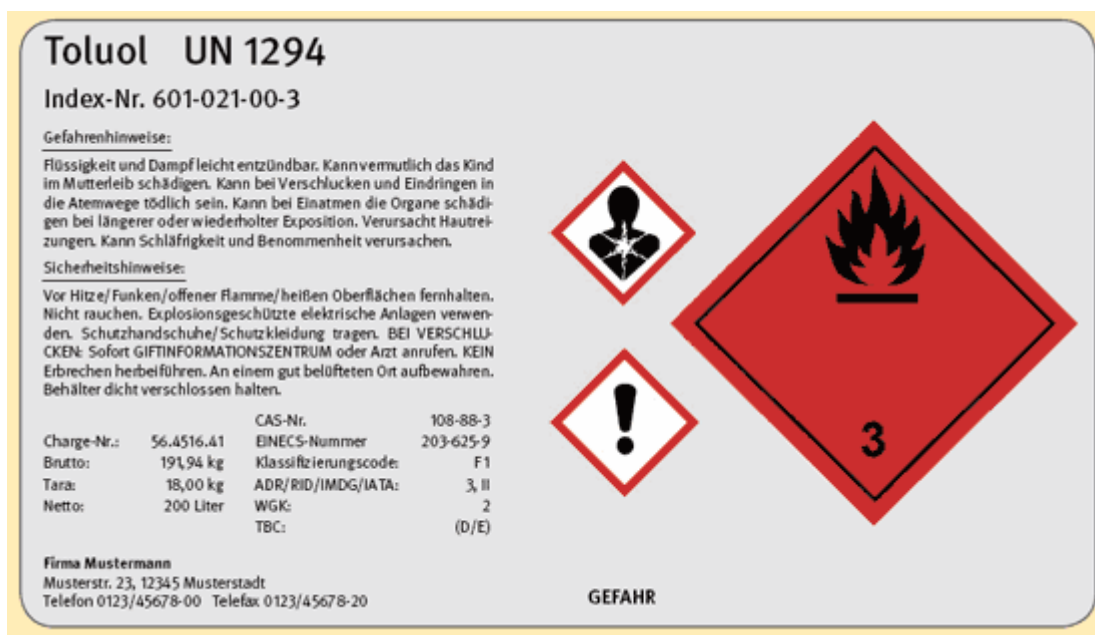 Toluol UN 1294
Index-Nr. 601-021-00-3
Gefahrenhinweise:
Flüssigkeit und Dampf leicht entzündbar. Kann vermutlich das Kind
im Mutterleib schädigen. Kann bei Verschlucken und Eindringen in
die Atemwege tödlich sein. Kann bei Einatmen die Organe schädi-
gen bei längerer oder wiederholter Exposition. Verursacht Hautrei-
zungen. Kann Schläfrigkeit und Benommenheit verursachen.
Sicherheitshinweise:
Vor Hitze/Funken/offener Flamme/heißen Oberflächen fernhalten.
Nicht rauchen. Explosionsgeschützte elektrische Anlagen verwen-
den. Schutzhandschuhe/Schutzkleidung tragen. BEI VERSCHLU-
CKEN: Sofort GIFTINFORMATIONSZENTRUM oder Arzt anrufen. KEIN
Erbrechen herbeiführen. An einem gut belüfteten Ort aufbewahren.
Behälter dicht verschlossen halten.
CAS-Nr. 108-88-3
Charge-Nr.: 56.4516.41 EINECS-Nummer 203-625-9
Brutto: 191,94 kg Klassifizierungscode: F1
Tara: 18,00 kg ADR/RID/IMDG/IATA: 3, II
Netto: 200 Liter WGK: 2
TBC: (D/E)
Firma Mustermann
Musterstr. 23, 12345 Musterstadt
Telefon 0123/45678-00 Telefax 0123/45678-20
GEFAHR
3